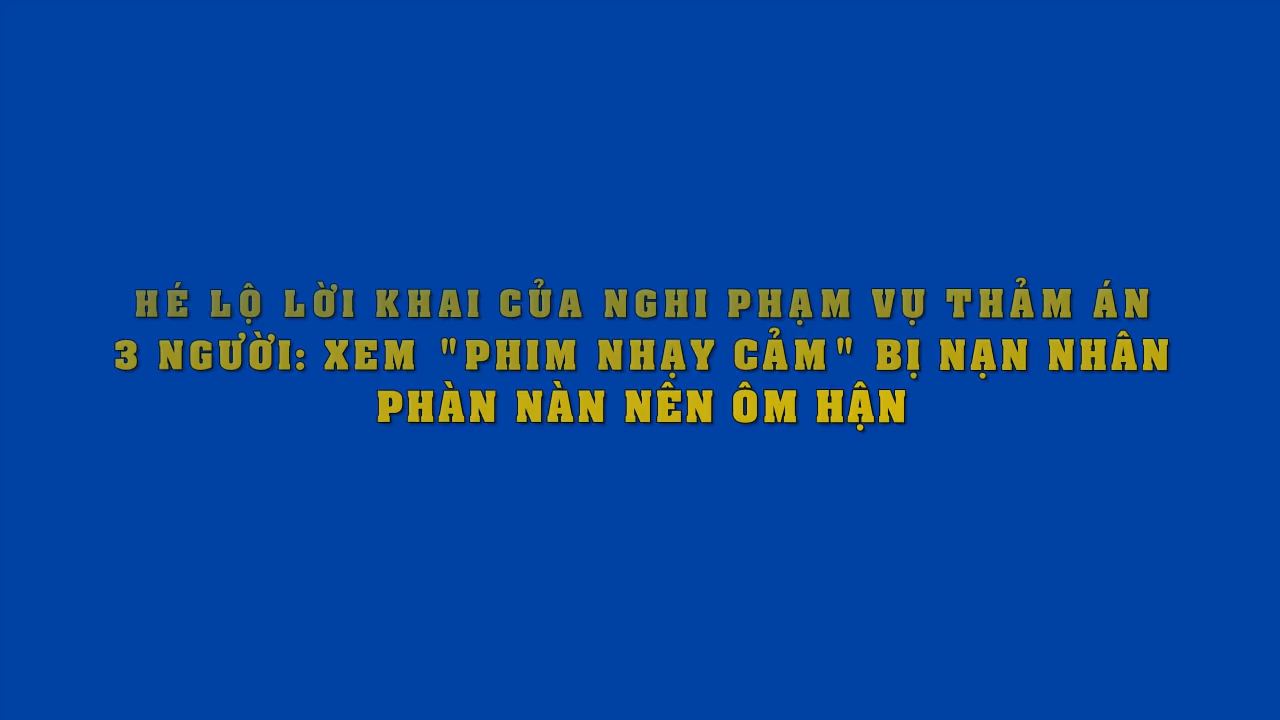 HÉ LỘ LỜI KHAI CỦA NGHI PHẠM VỤ THẢM ÁN
3 NGƯỜI: XEM "PHIM NHẠY CẢM" BỊ NẠN NHÂN
PHÀN NÀN NÊN ÔM HẬN